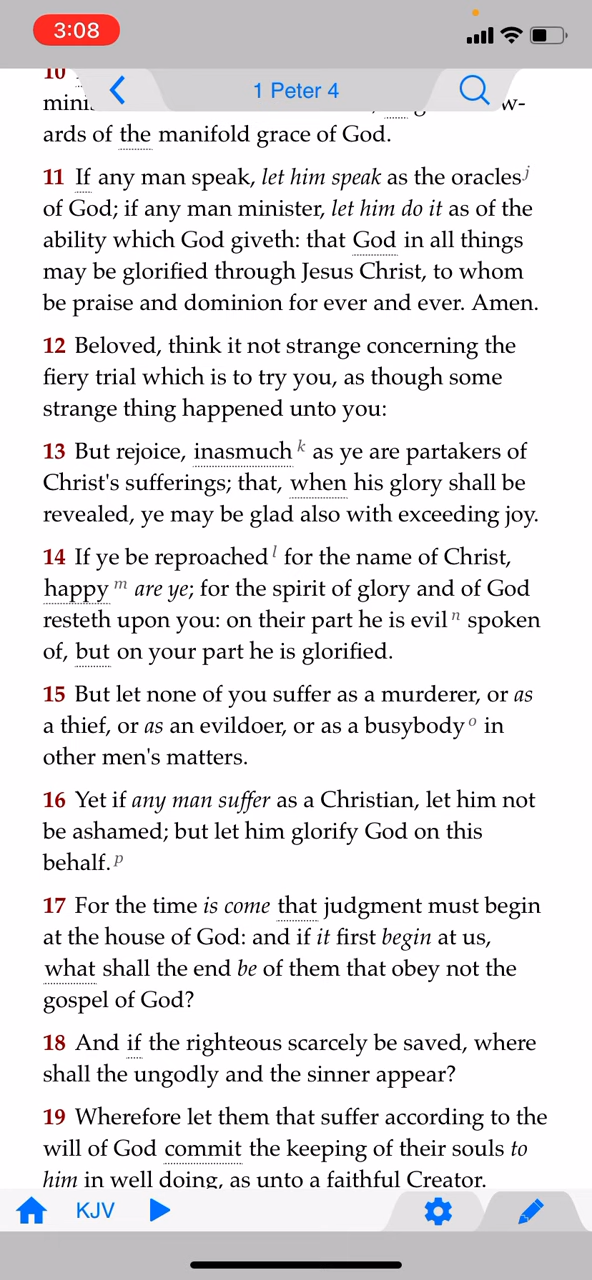 3:08
1 Peter 4
10
w-
ards of the manifold grace of God.
11 If any man speak, let him speak as the oracles j
of God; if any man minister, let him do it as of the
ability which God giveth: that God in all things
may be glorified through Jesus Christ, to whom
be praise and dominion for ever and ever. Amen.
12 Beloved, think it not strange concerning the
fiery trial which is to try you, as though some
strange thing happened unto you:
13 But rejoice, inasmuch k as ye are partakers of
Christ's sufferings; that, when his glory shall be
revealed, ye may be glad also with exceeding joy.
14 If ye be reproached l for the name of Christ,
happy m are ye; for the spirit of glory and of God
resteth upon you: on their part he is evil n spoken
of, but on your part he is glorified.
15 But let none of you suffer as a murderer, or as
a thief, or as an evildoer, or as a busybody o in
other men's matters.
16 Yet if any man suffer as a Christian, let him not
be ashamed; but let him glorify God on this
behalf. p
17 For the time is come that judgment must begin
at the house of God: and if it first begin at us,
what shall the end be of them that obey not the
gospel of God?
18 And if the righteous scarcely be saved, where
shall the ungodly and the sinner appear?
19 Wherefore let them that suffer according to the
will of God commit the keeping of their souls to
him in well doing, as unto a faithful Creator.
KJV